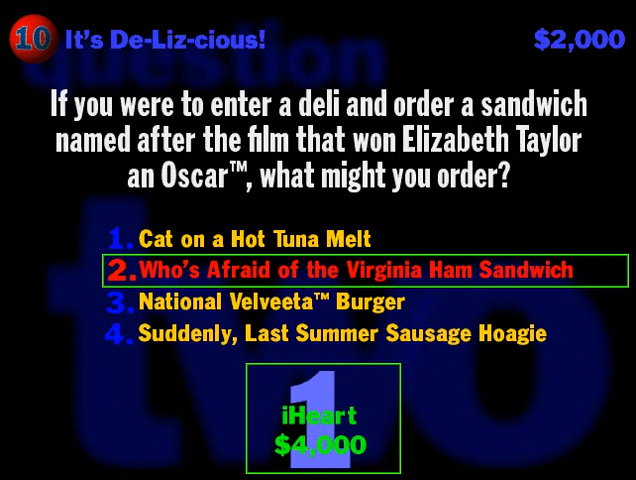 10 It's De-Liz-cious! $2,000
question
If you were to enter a deli and order a sandwich
named after the film that won Elizabeth Taylor
an Oscar™, what might you order?
1. Cat on a Hot Tuna Melt
2. Who's Afraid of the Virginia Ham Sandwich
3. National Velveeta™ Burger
4. Suddenly, Last Summer Sausage Hoagie
two
1
iHeart
$4,000